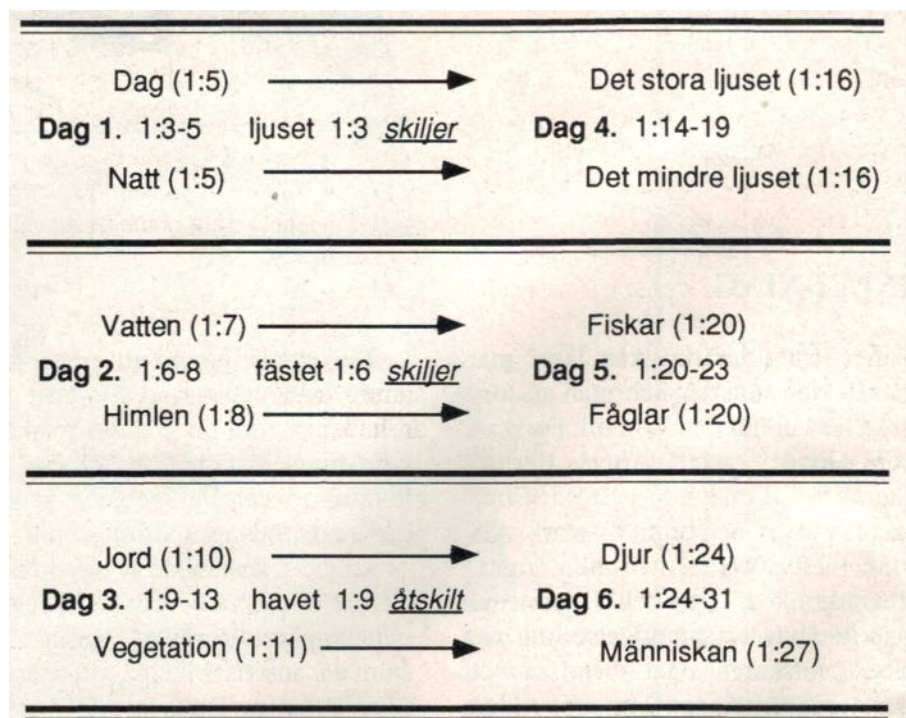 Dag (1:5) Det stora ljuset (1:16)
Dag 1. 1:3-5 ljuset 1:3 skiljer Dag 4. 1:14-19
Natt (1:5) Det mindre ljuset (1:16)
Vatten (1:7) Fiskar (1:20)
Dag 2. 1:6-8 fästet 1:6 skiljer Dag 5. 1:20-23
Himlen (1:8) Fåglar (1:20)
Jord (1:10) Djur (1:24)
Dag 3. 1:9-13 havet 1:9 åtskilt Dag 6. 1:24-31
Vegetation (1:11) Människan (1:27)